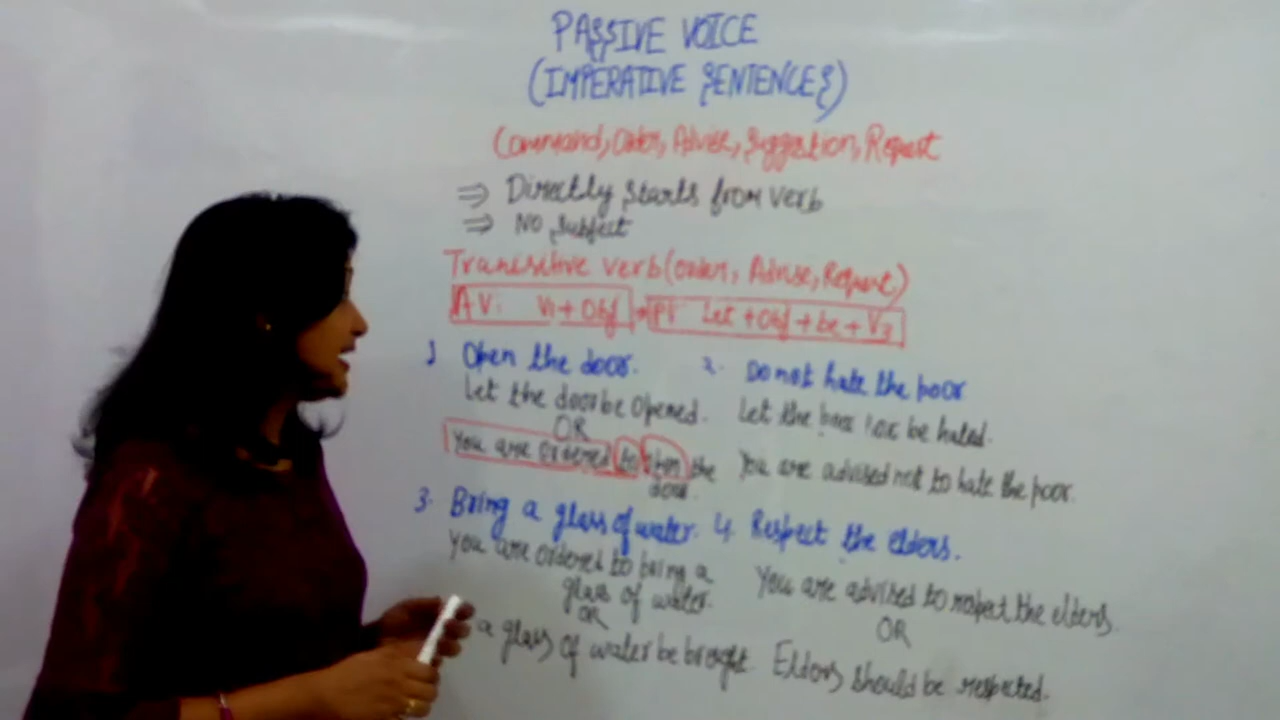 PASSIVE VOICE
(IMPERATIVE SENTENCES)
Command, Order, Advise, Suggestion, Request
⇒ Directly starts from verb
⇒ No Subject
Transitive verb (order, Advise, Request)
AV: V1 + Obj → PV Let + Obj + be + V3
1 Open the door.
Let the door be opened.
OR
You are ordered to open the
door.
2. Do not hate the poor
Let the poor not be hated.
You are advised not to hate the poor.
3. Bring a glass of water.
You are ordered to bring a
glass of water.
OR
a glass of water be brought.
4. Respect the elders.
You are advised to respect the elders.
OR
Elders should be respected.